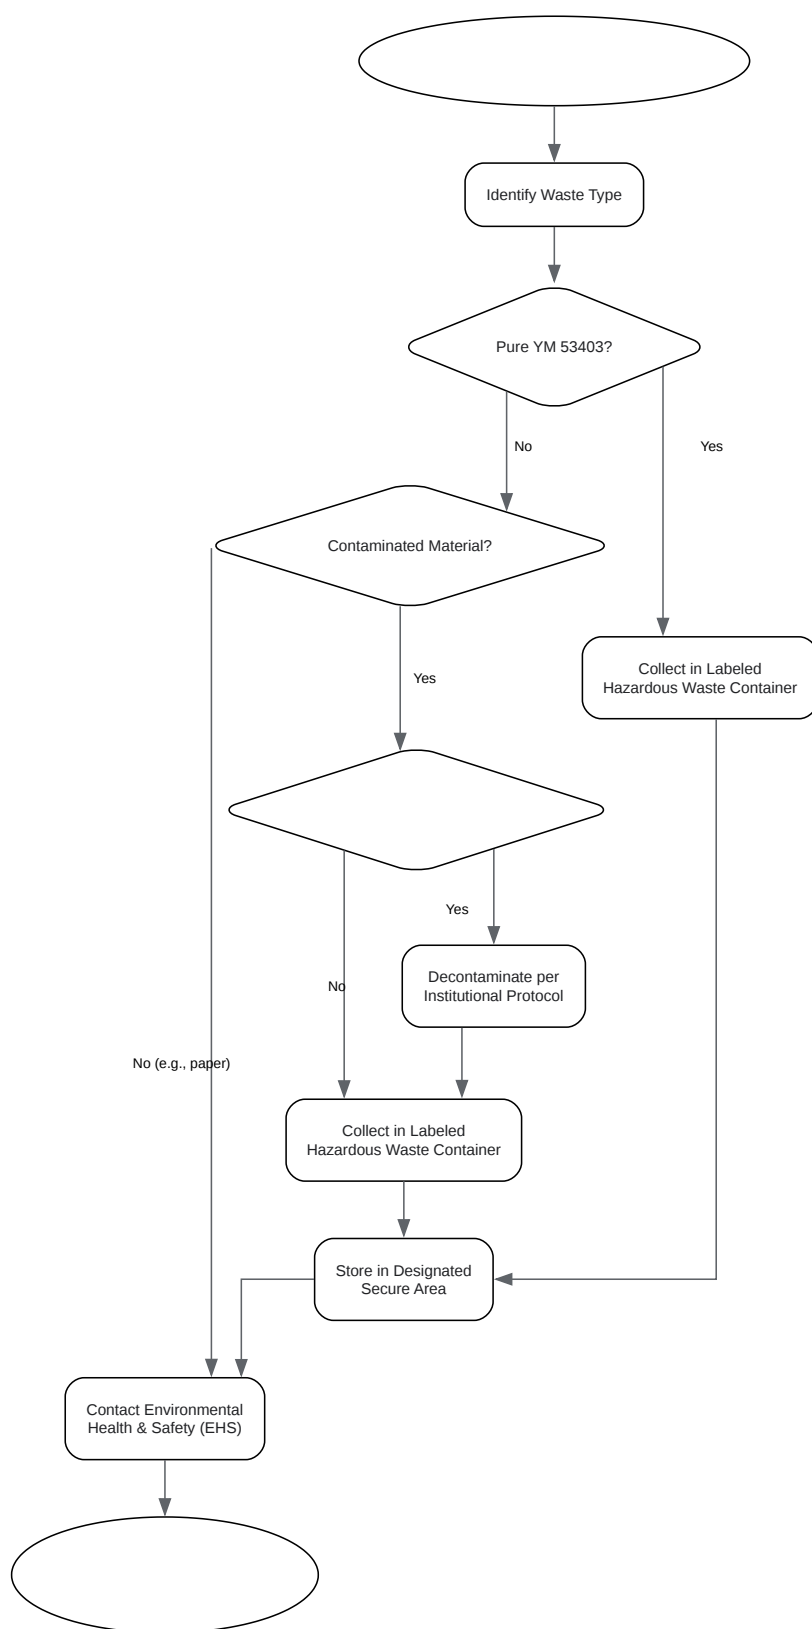 Identify Waste Type
Pure YM 53403?
No
Yes
Contaminated Material?
Collect in Labeled
Hazardous Waste Container
Yes
Yes
Decontaminate per
Institutional Protocol
No
No (e.g., paper)
Collect in Labeled
Hazardous Waste Container
Store in Designated
Secure Area
Contact Environmental
Health & Safety (EHS)